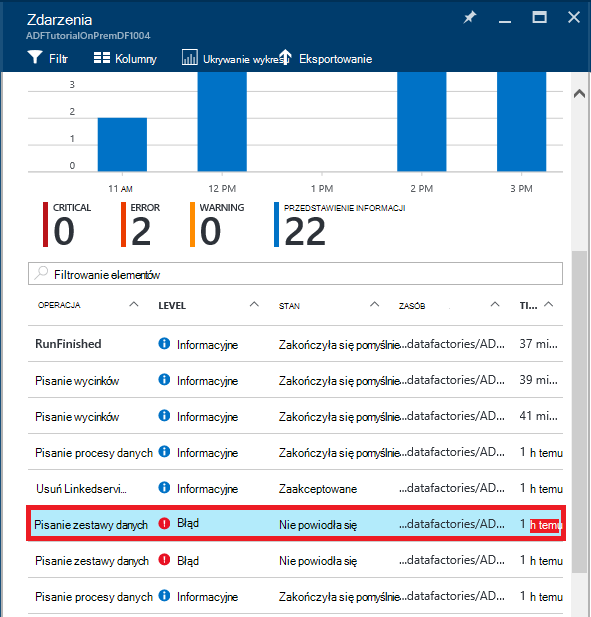 Zdarzenia
ADFTutorialOnPremDF1004
Filtr Kolumny Ukrywanie wykresu Eksportowanie
3
2
1
0
11 AM 12 PM 1 PM 2 PM 3 PM
CRITICAL ERROR WARNING PRZEDSTAWIENIE INFORMACJI
0 2 0 22
Filtrowanie elementów
OPERACJA LEVEL STAN ZASÓB TI...
RunFinished Informacyjne Zakończyła się pomyślnie ...datafactories/AD... 37 mi...
Pisanie wycinków Informacyjne Zakończyła się pomyślnie ...datafactories/AD... 39 mi...
Pisanie wycinków Informacyjne Zakończyła się pomyślnie ...datafactories/AD... 41 mi...
Pisanie procesy danych Informacyjne Zakończyła się pomyślnie ...datafactories/AD... 1 h temu
Usuń Linkedservi... Informacyjne Zaakceptowane ...datafactories/AD... 1 h temu
Pisanie zestawy danych Błąd Nie powiodła się ...datafactories/AD... 1 h temu
Pisanie zestawy danych Błąd Nie powiodła się ...datafactories/AD... 1 h temu
Pisanie procesy danych Informacyjne Zakończyła się pomyślnie ...datafactories/AD... 1 h temu